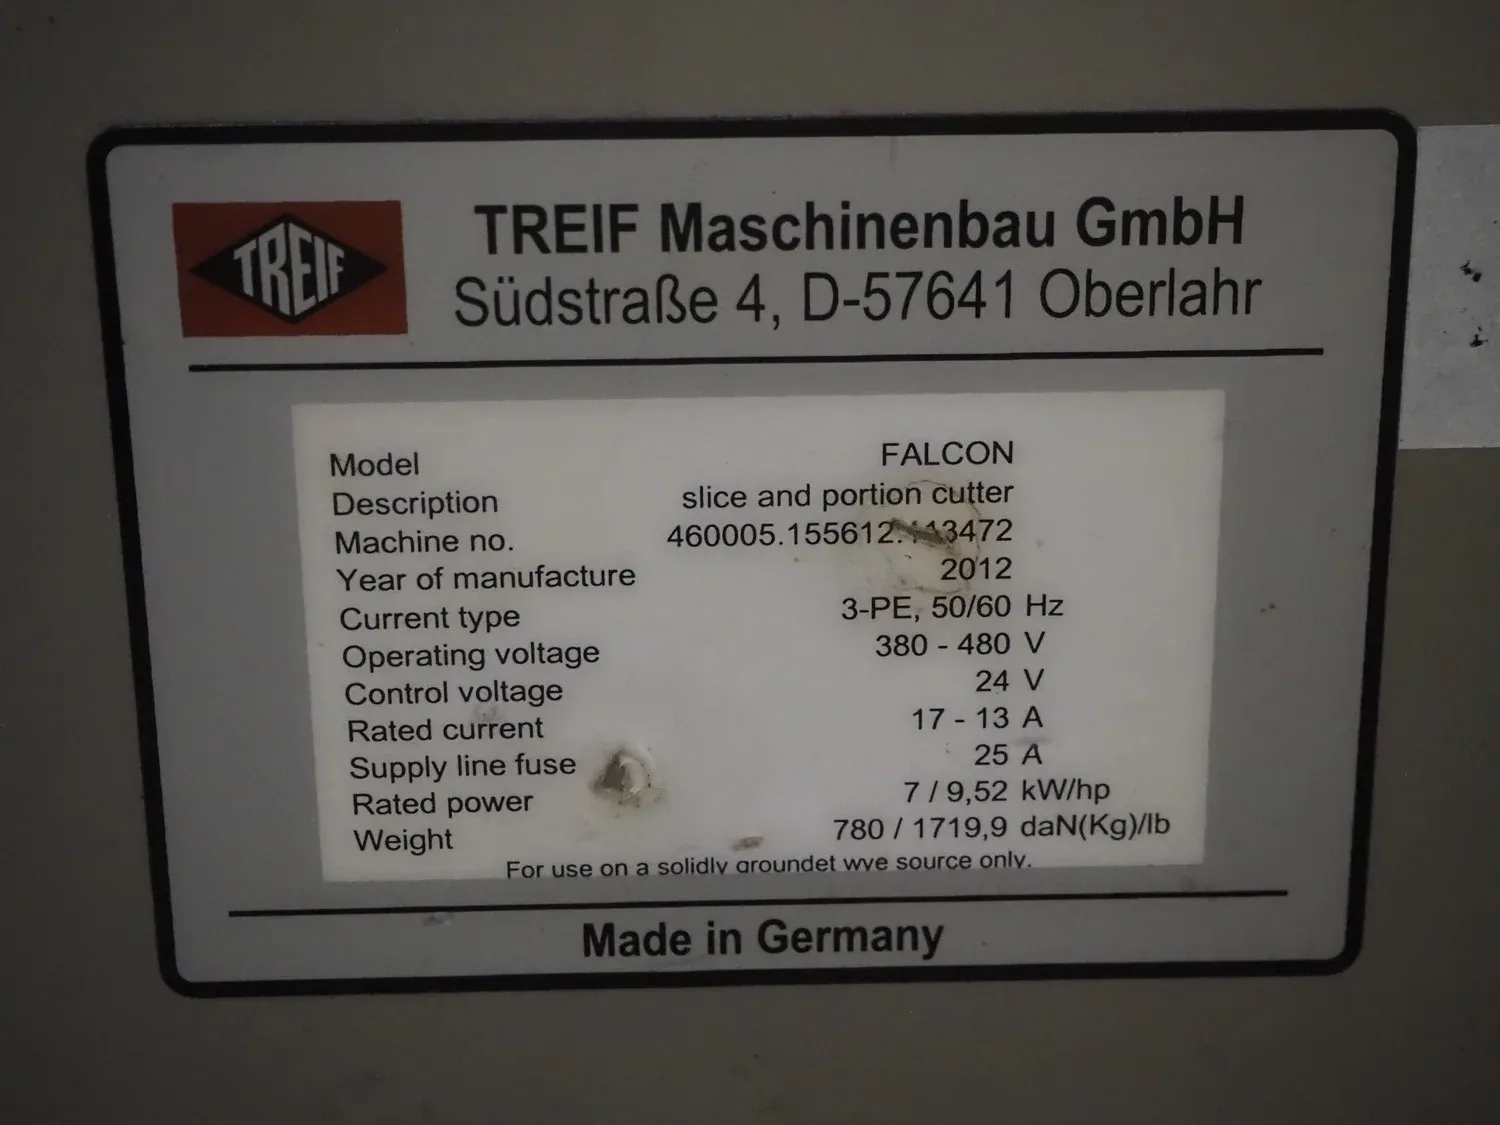 TREIF
TREIF Maschinenbau GmbH
Südstraße 4, D-57641 Oberlahr
Model FALCON
Description slice and portion cutter
Machine no.
Year of manufacture 2012
Current type 3-PE, 50/60 Hz
Operating voltage 380 - 480 V
Control voltage 24 V
Rated current 17 - 13 A
Supply line fuse 25 A
Rated power 7 / 9,52 kW/hp
Weight 780 / 1719,9 daN(Kg)/lb
For use on a solidly groundet wye source only.
Made in Germany